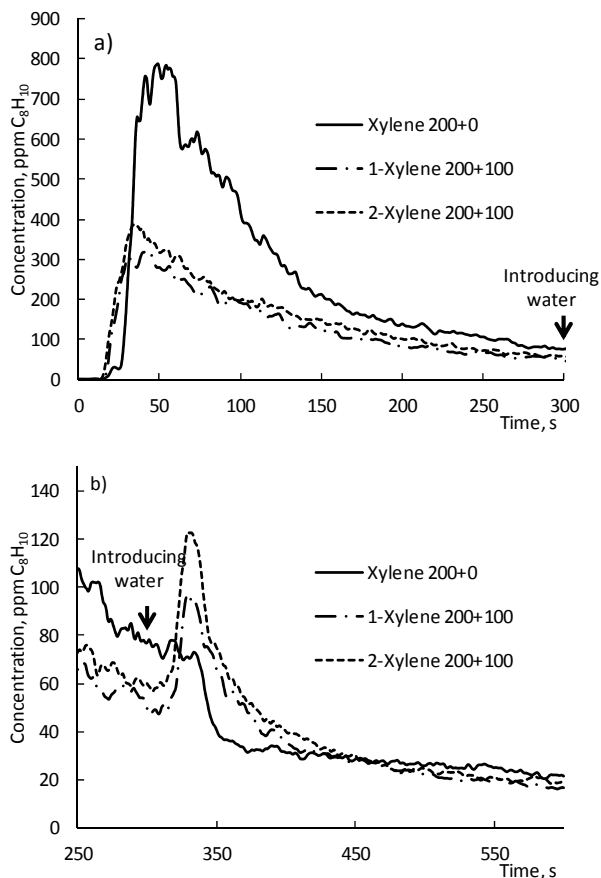 a)
900
800
700
600
500
400
300
200
100
0
Concentration, ppm C₈H₁₀
Xylene 200+0
1-Xylene 200+100
2-Xylene 200+100
Introducing
water
0 50 100 150 200 250 300
Time, s
b)
140
120
100
80
60
40
20
0
Concentration, ppm C₈H₁₀
Introducing
water
Xylene 200+0
1-Xylene 200+100
2-Xylene 200+100
250 350 450 550
Time, s